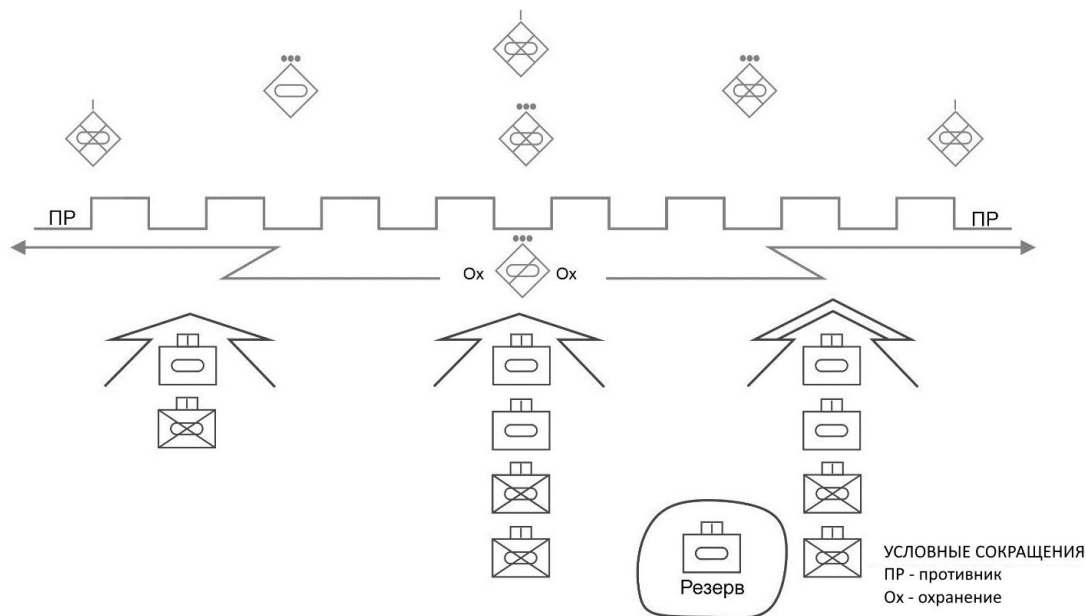 ПР
ПР
Ох
Ох
Резерв
УСЛОВНЫЕ СОКРАЩЕНИЯ
ПР - противник
Ох - охранение